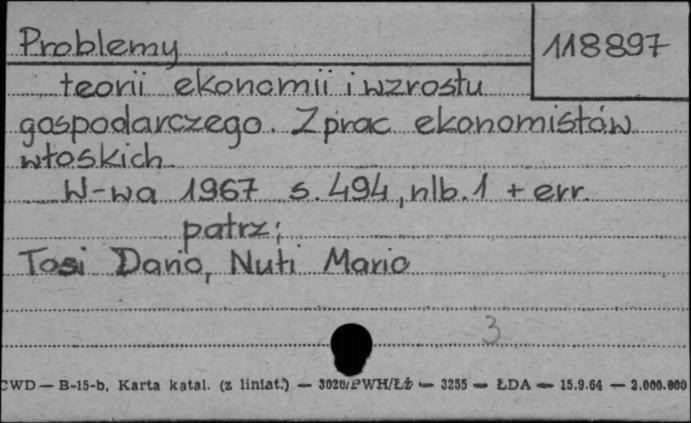 Problemy
118897
teorii ekonomii i wzrostu
gospodarczego. Z prac ekonomistów
włoskich
W-wa 1967 s. 494, nlb. 1 + err.
patrz:
Tosi Dario, Nuti Mario
3
CWD — B-15-b, Karta katal. (z liniat.) — 3020/PWH/Łż — 3255 — ŁDA — 15.9.64 — 2.000.000